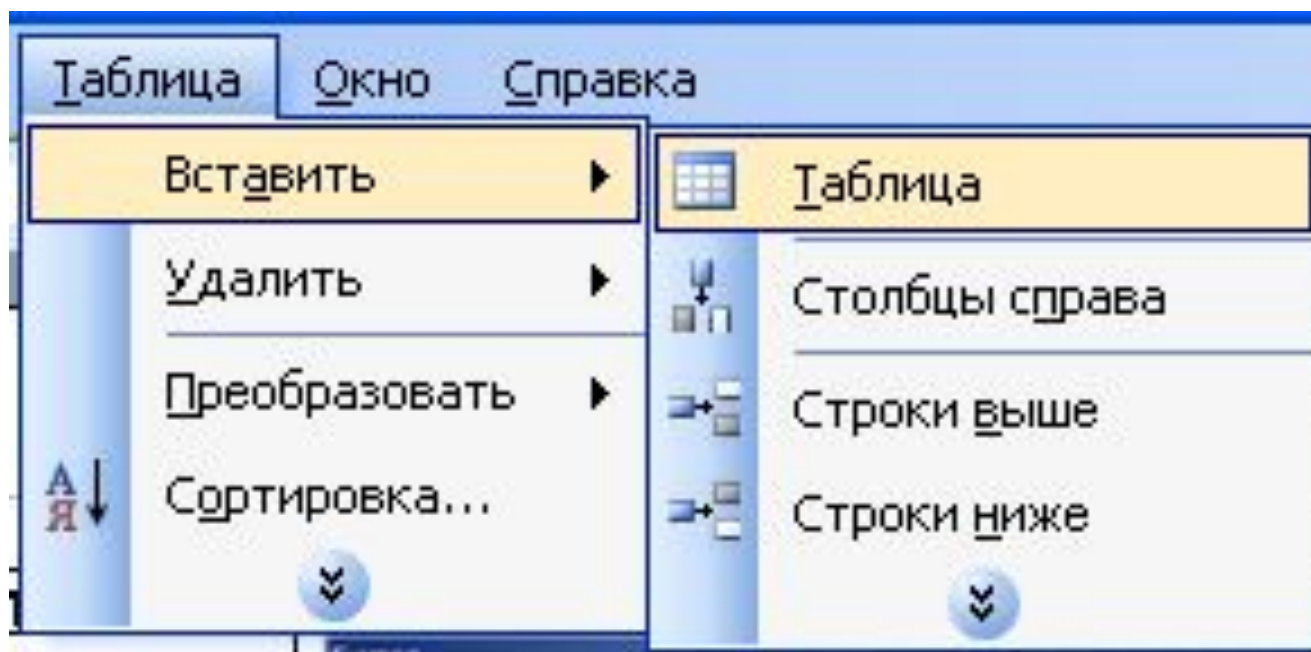 Таблица Окно Справка
Вставить
Удалить
Преобразовать
Сортировка...
Таблица
Столбцы справа
Строки выше
Строки ниже